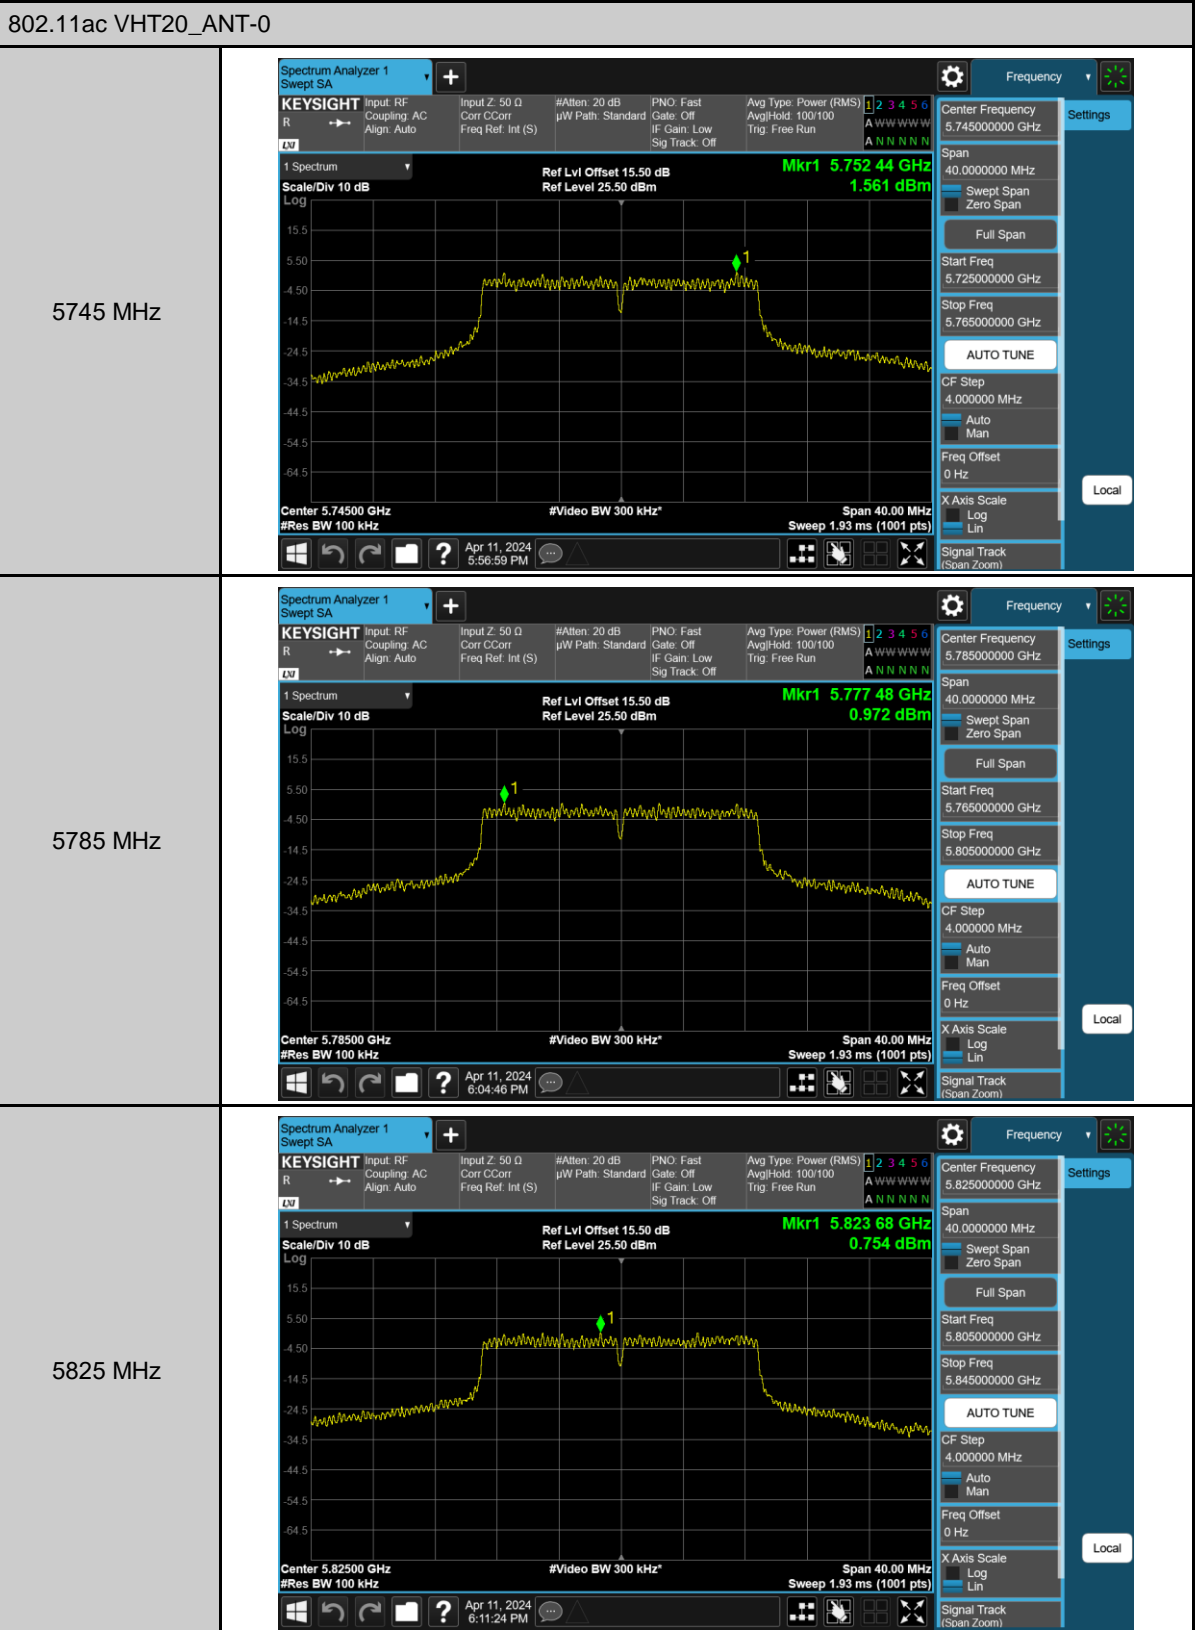 802.11ac VHT20_ANT-0
5745 MHz
Spectrum Analyzer 1
Swept SA
Frequency
KEYSIGHT
R
LXI
Input: RF
Coupling: AC
Align: Auto
Input Z: 50 Ω
Corr CCorr
Freq Ref: Int (S)
#Atten: 20 dB
µW Path: Standard
PNO: Fast
Gate: Off
IF Gain: Low
Sig Track: Off
Avg Type: Power (RMS)
Avg|Hold: 100/100
Trig: Free Run
1 2 3 4 5 6
A W W W W W
A N N N N N
Center Frequency
5.745000000 GHz
Settings
Span
40.0000000 MHz
Swept Span
Zero Span
Full Span
Start Freq
5.725000000 GHz
Stop Freq
5.765000000 GHz
AUTO TUNE
CF Step
4.000000 MHz
Auto
Man
Freq Offset
0 Hz
X Axis Scale
Log
Lin
Signal Track
(Span Zoom)
Local
1 Spectrum
Scale/Div 10 dB
Log
Ref Lvl Offset 15.50 dB
Ref Level 25.50 dBm
Mkr1 5.752 44 GHz
1.561 dBm
1
15.5
5.50
-4.50
-14.5
-24.5
-34.5
-44.5
-54.5
-64.5
Center 5.74500 GHz
#Res BW 100 kHz
#Video BW 300 kHz*
Span 40.00 MHz
Sweep 1.93 ms (1001 pts)
?
Apr 11, 2024
5:56:59 PM
5785 MHz
Spectrum Analyzer 1
Swept SA
Frequency
KEYSIGHT
R
LXI
Input: RF
Coupling: AC
Align: Auto
Input Z: 50 Ω
Corr CCorr
Freq Ref: Int (S)
#Atten: 20 dB
µW Path: Standard
PNO: Fast
Gate: Off
IF Gain: Low
Sig Track: Off
Avg Type: Power (RMS)
Avg|Hold: 100/100
Trig: Free Run
1 2 3 4 5 6
A W W W W W
A N N N N N
Center Frequency
5.785000000 GHz
Settings
Span
40.0000000 MHz
Swept Span
Zero Span
Full Span
Start Freq
5.765000000 GHz
Stop Freq
5.805000000 GHz
AUTO TUNE
CF Step
4.000000 MHz
Auto
Man
Freq Offset
0 Hz
X Axis Scale
Log
Lin
Signal Track
(Span Zoom)
Local
1 Spectrum
Scale/Div 10 dB
Log
Ref Lvl Offset 15.50 dB
Ref Level 25.50 dBm
Mkr1 5.777 48 GHz
0.972 dBm
1
15.5
5.50
-4.50
-14.5
-24.5
-34.5
-44.5
-54.5
-64.5
Center 5.78500 GHz
#Res BW 100 kHz
#Video BW 300 kHz*
Span 40.00 MHz
Sweep 1.93 ms (1001 pts)
?
Apr 11, 2024
6:04:46 PM
5825 MHz
Spectrum Analyzer 1
Swept SA
Frequency
KEYSIGHT
R
LXI
Input: RF
Coupling: AC
Align: Auto
Input Z: 50 Ω
Corr CCorr
Freq Ref: Int (S)
#Atten: 20 dB
µW Path: Standard
PNO: Fast
Gate: Off
IF Gain: Low
Sig Track: Off
Avg Type: Power (RMS)
Avg|Hold: 100/100
Trig: Free Run
1 2 3 4 5 6
A W W W W W
A N N N N N
Center Frequency
5.825000000 GHz
Settings
Span
40.0000000 MHz
Swept Span
Zero Span
Full Span
Start Freq
5.805000000 GHz
Stop Freq
5.845000000 GHz
AUTO TUNE
CF Step
4.000000 MHz
Auto
Man
Freq Offset
0 Hz
X Axis Scale
Log
Lin
Signal Track
(Span Zoom)
Local
1 Spectrum
Scale/Div 10 dB
Log
Ref Lvl Offset 15.50 dB
Ref Level 25.50 dBm
Mkr1 5.823 68 GHz
0.754 dBm
1
15.5
5.50
-4.50
-14.5
-24.5
-34.5
-44.5
-54.5
-64.5
Center 5.82500 GHz
#Res BW 100 kHz
#Video BW 300 kHz*
Span 40.00 MHz
Sweep 1.93 ms (1001 pts)
?
Apr 11, 2024
6:11:24 PM